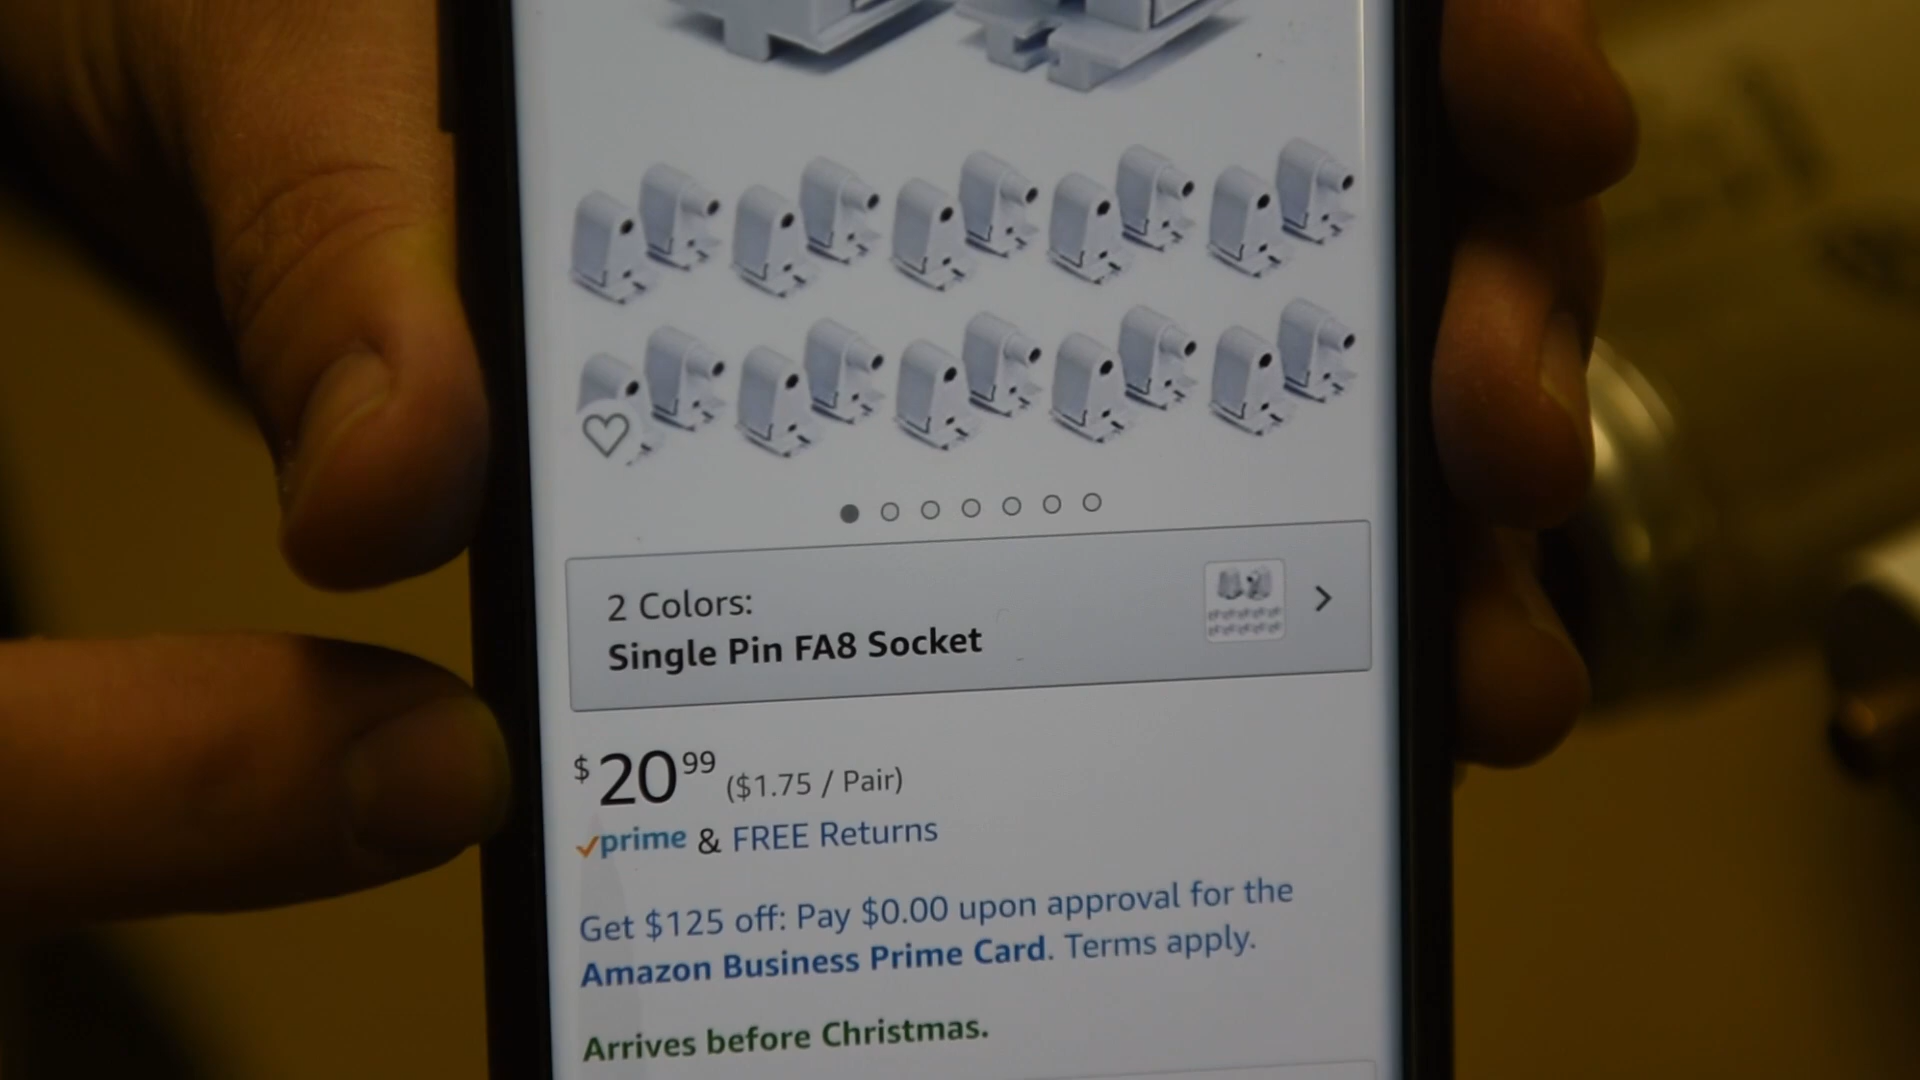 2 Colors:
Single Pin FA8 Socket
$20.99 ($1.75 / Pair)
prime & FREE Returns
Get $125 off: Pay $0.00 upon approval for the
Amazon Business Prime Card. Terms apply.
Arrives before Christmas.